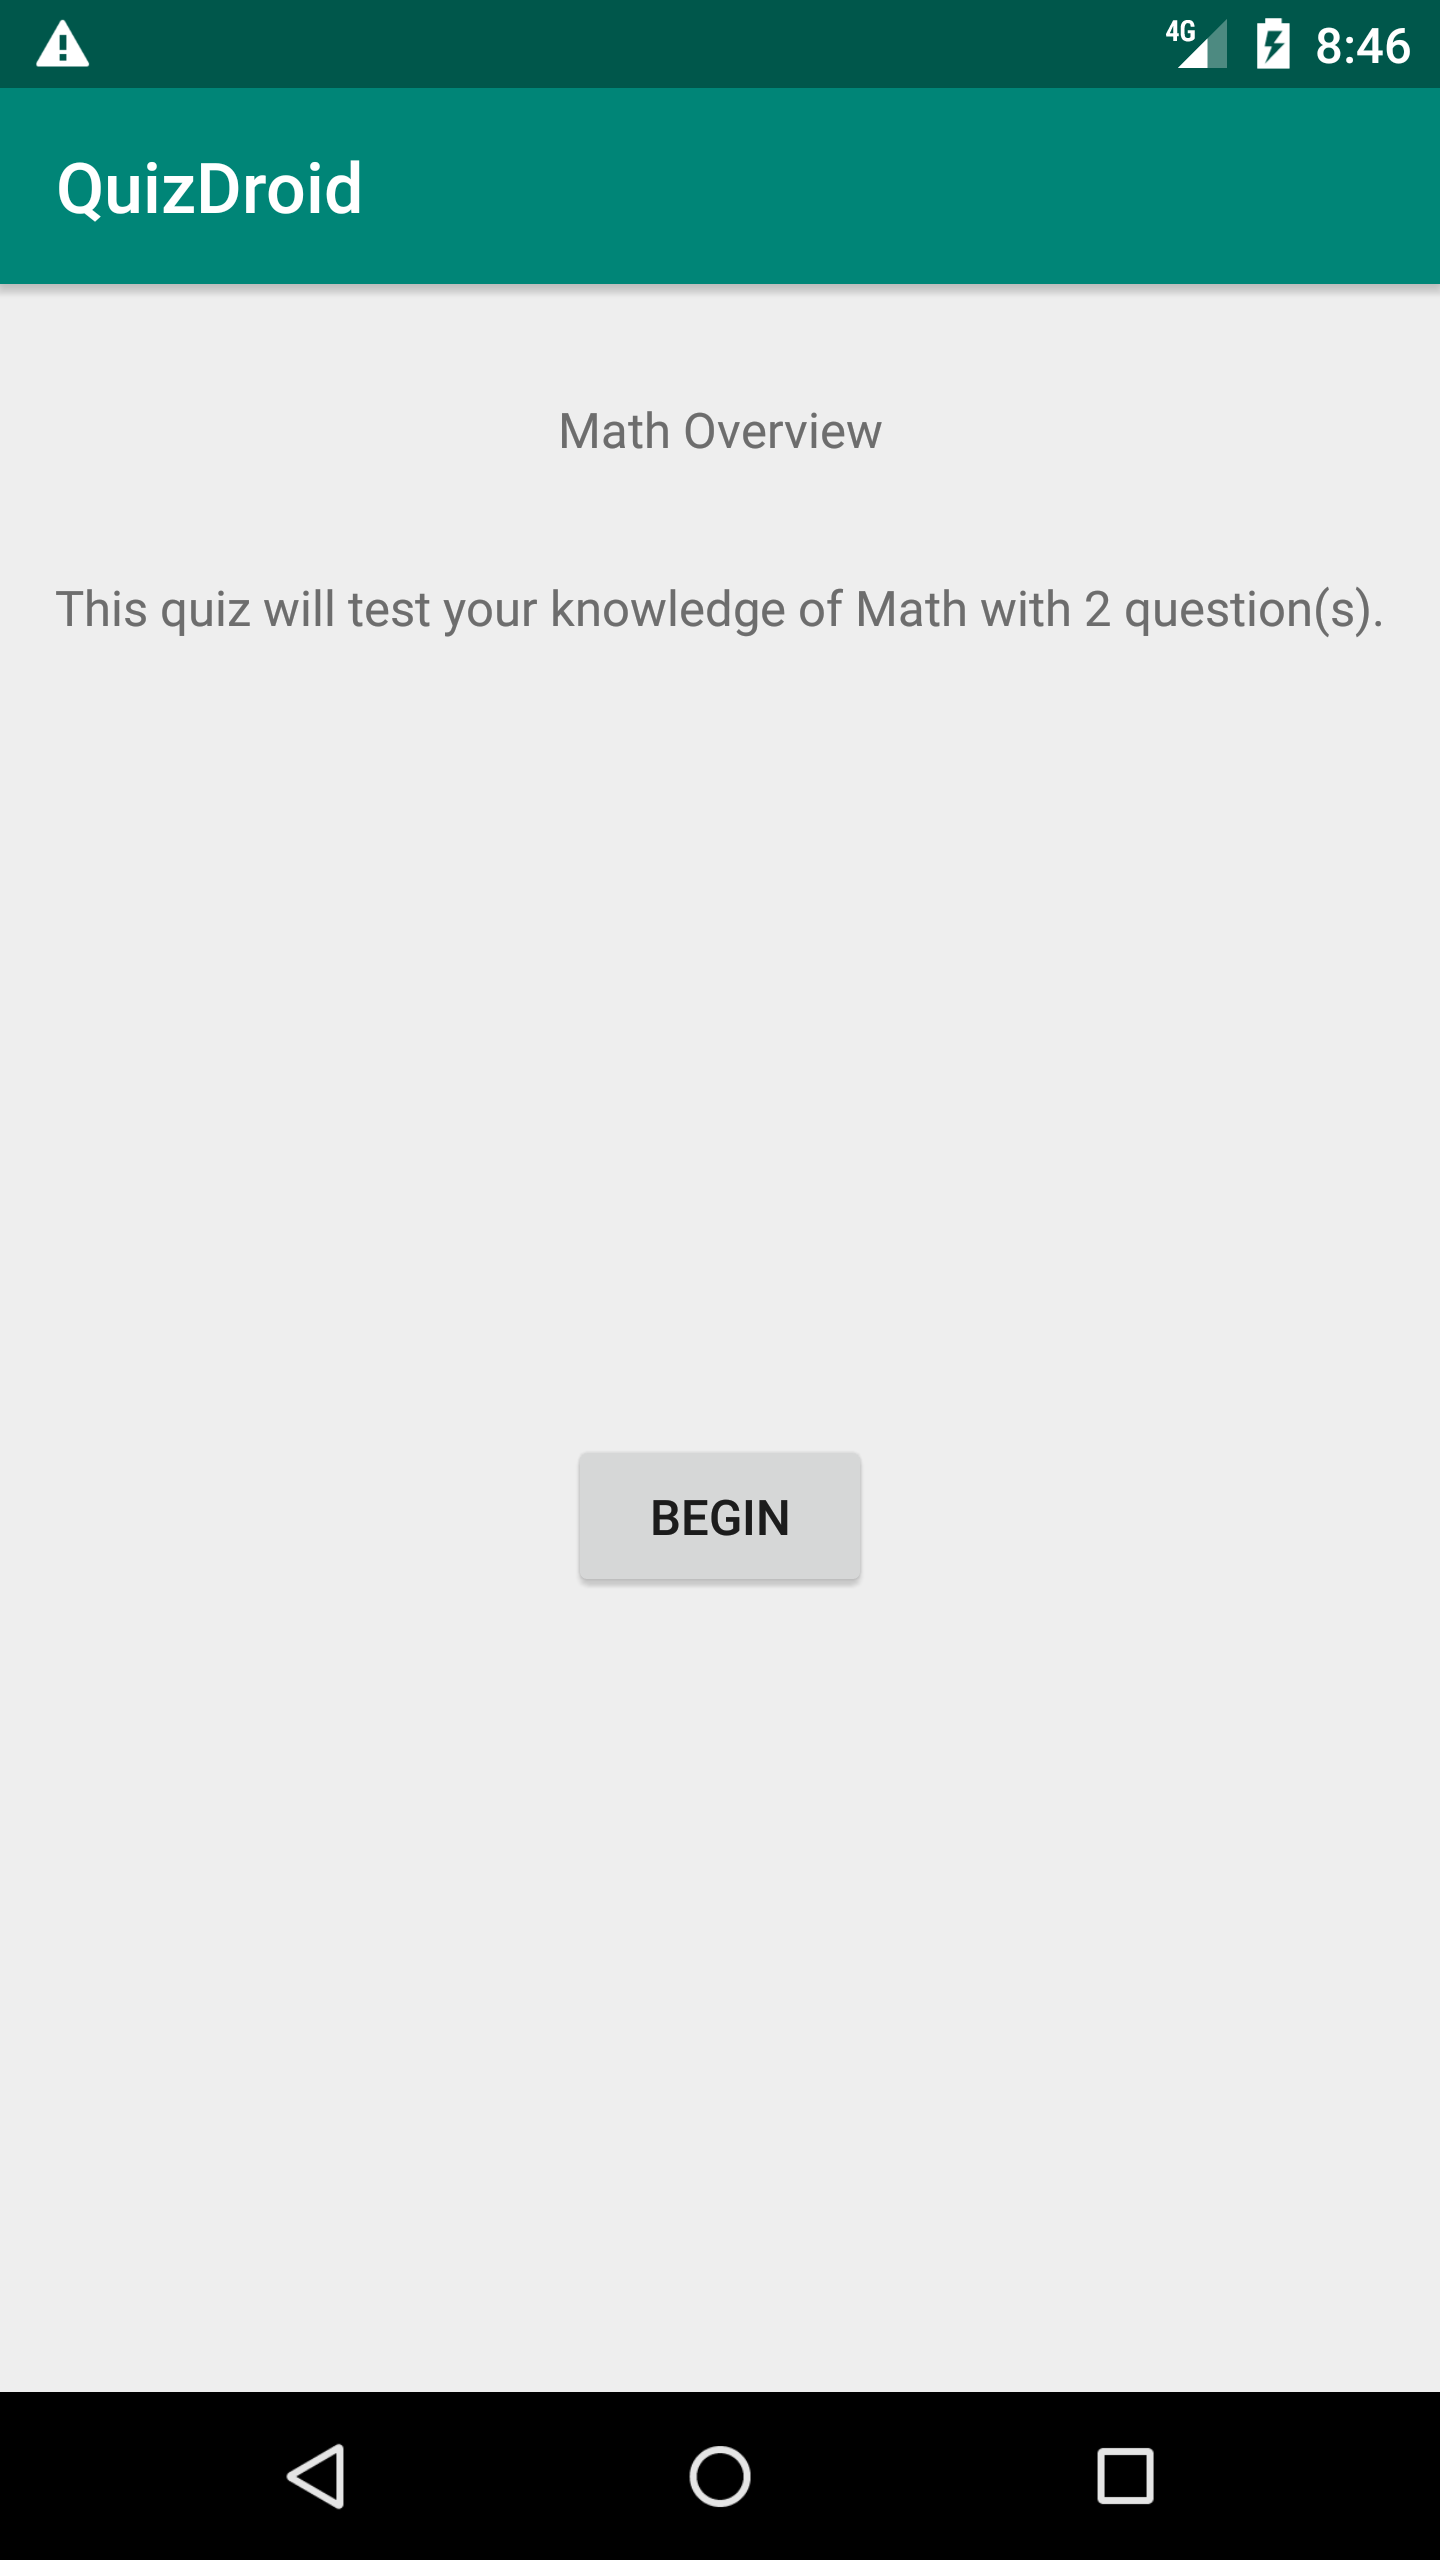 4G 8:46
QuizDroid
Math Overview
This quiz will test your knowledge of Math with 2 question(s).
BEGIN